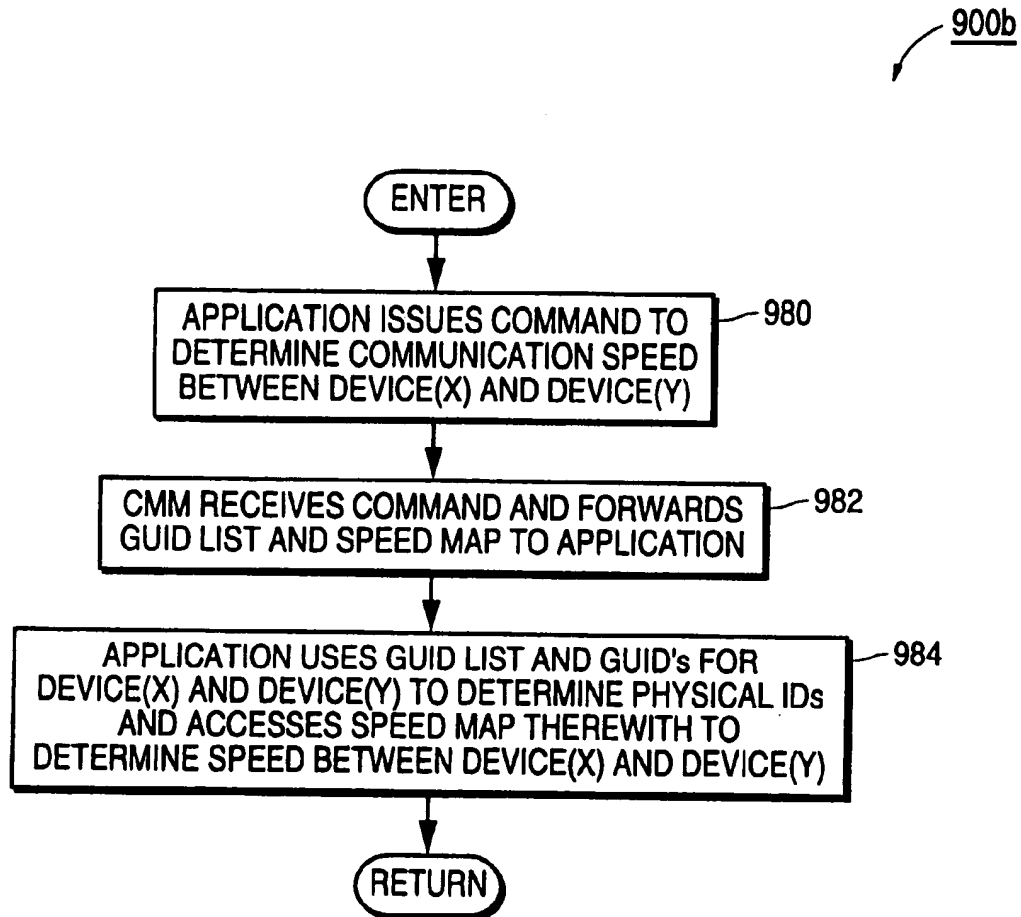 900b
ENTER
APPLICATION ISSUES COMMAND TO
DETERMINE COMMUNICATION SPEED
BETWEEN DEVICE(X) AND DEVICE(Y)
980
CMM RECEIVES COMMAND AND FORWARDS
GUID LIST AND SPEED MAP TO APPLICATION
982
APPLICATION USES GUID LIST AND GUID's FOR
DEVICE(X) AND DEVICE(Y) TO DETERMINE PHYSICAL IDs
AND ACCESSES SPEED MAP THEREWITH TO
DETERMINE SPEED BETWEEN DEVICE(X) AND DEVICE(Y)
984
RETURN